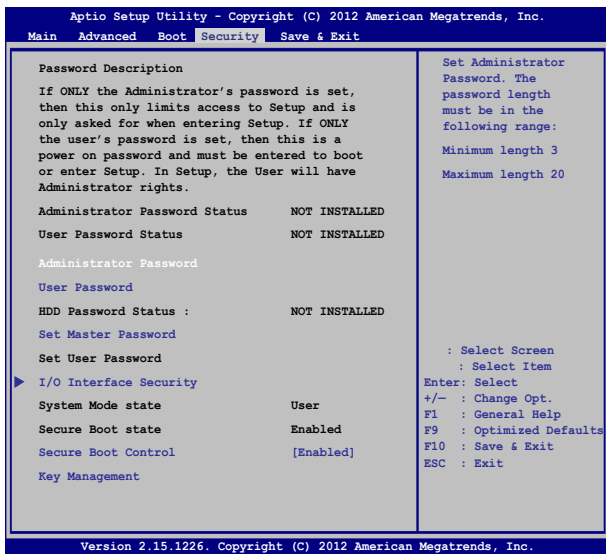 Aptio Setup Utility - Copyright (C) 2012 American Megatrends, Inc.
Main Advanced Boot Security Save & Exit
Password Description
If ONLY the Administrator's password is set,
then this only limits access to Setup and is
only asked for when entering Setup. If ONLY
the user's password is set, then this is a
power on password and must be entered to boot
or enter Setup. In Setup, the User will have
Administrator rights.
Administrator Password Status NOT INSTALLED
User Password Status NOT INSTALLED
Administrator Password
User Password
HDD Password Status : NOT INSTALLED
Set Master Password
Set User Password
I/O Interface Security
System Mode state User
Secure Boot state Enabled
Secure Boot Control [Enabled]
Key Management
Set Administrator
Password. The
password length
must be in the
following range:
Minimum length 3
Maximum length 20
: Select Screen
: Select Item
Enter: Select
+/— : Change Opt.
F1 : General Help
F9 : Optimized Defaults
F10 : Save & Exit
ESC : Exit
Version 2.15.1226. Copyright (C) 2012 American Megatrends, Inc.